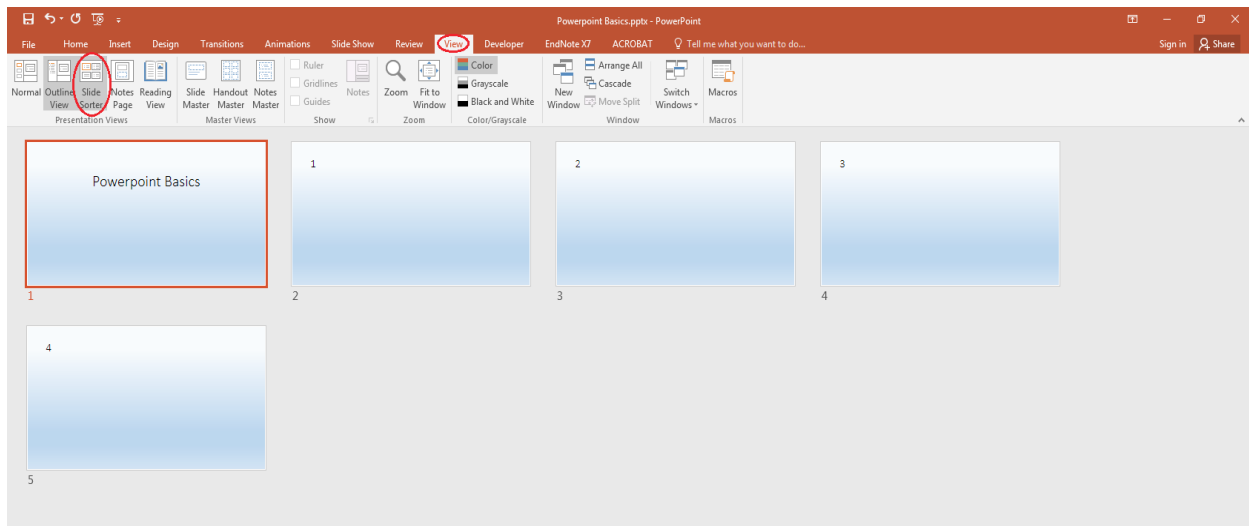 Powerpoint Basics.pptx - PowerPoint
File Home Insert Design Transitions Animations Slide Show Review View Developer EndNote X7 ACROBAT Tell me what you want to do... Sign in Share
Normal Outline View Slide Sorter Notes Page Reading View Slide Master Handout Master Notes Master Ruler Gridlines Guides Notes Zoom Fit to Window Color Grayscale Black and White New Window Arrange All Cascade Move Split Switch Windows Macros
Presentation Views Master Views Show Zoom Color/Grayscale Window Macros
Powerpoint Basics 1 2 3
1 2 3 4
4
5